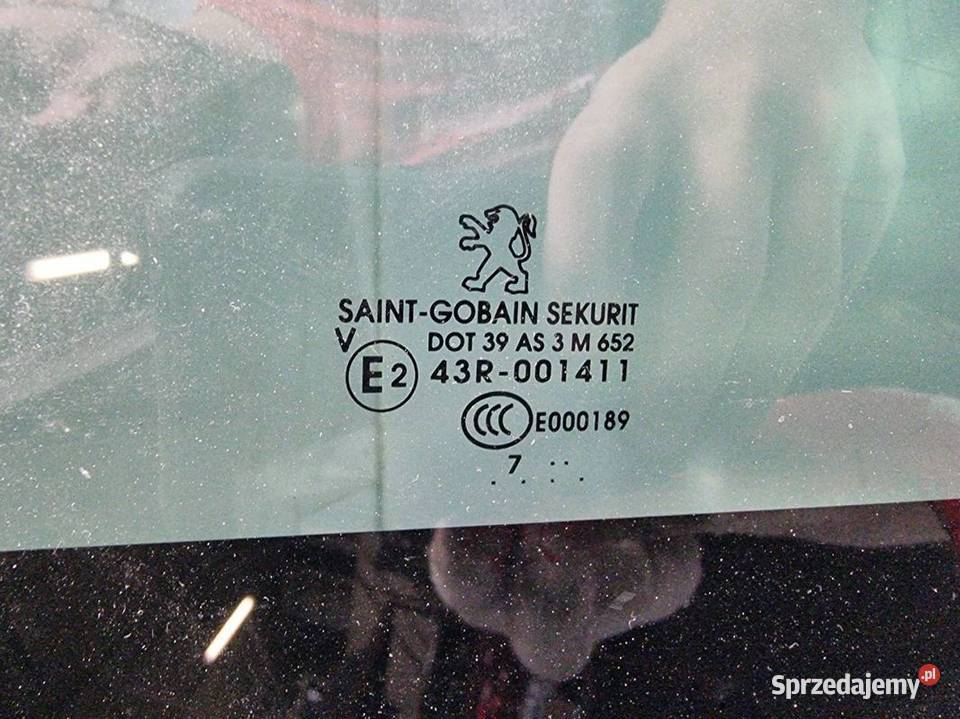 SAINT-GOBAIN SEKURIT
V
DOT 39 AS 3 M 652
E2 43R-001411
CCC E000189
7
Sprzedajemy.pl